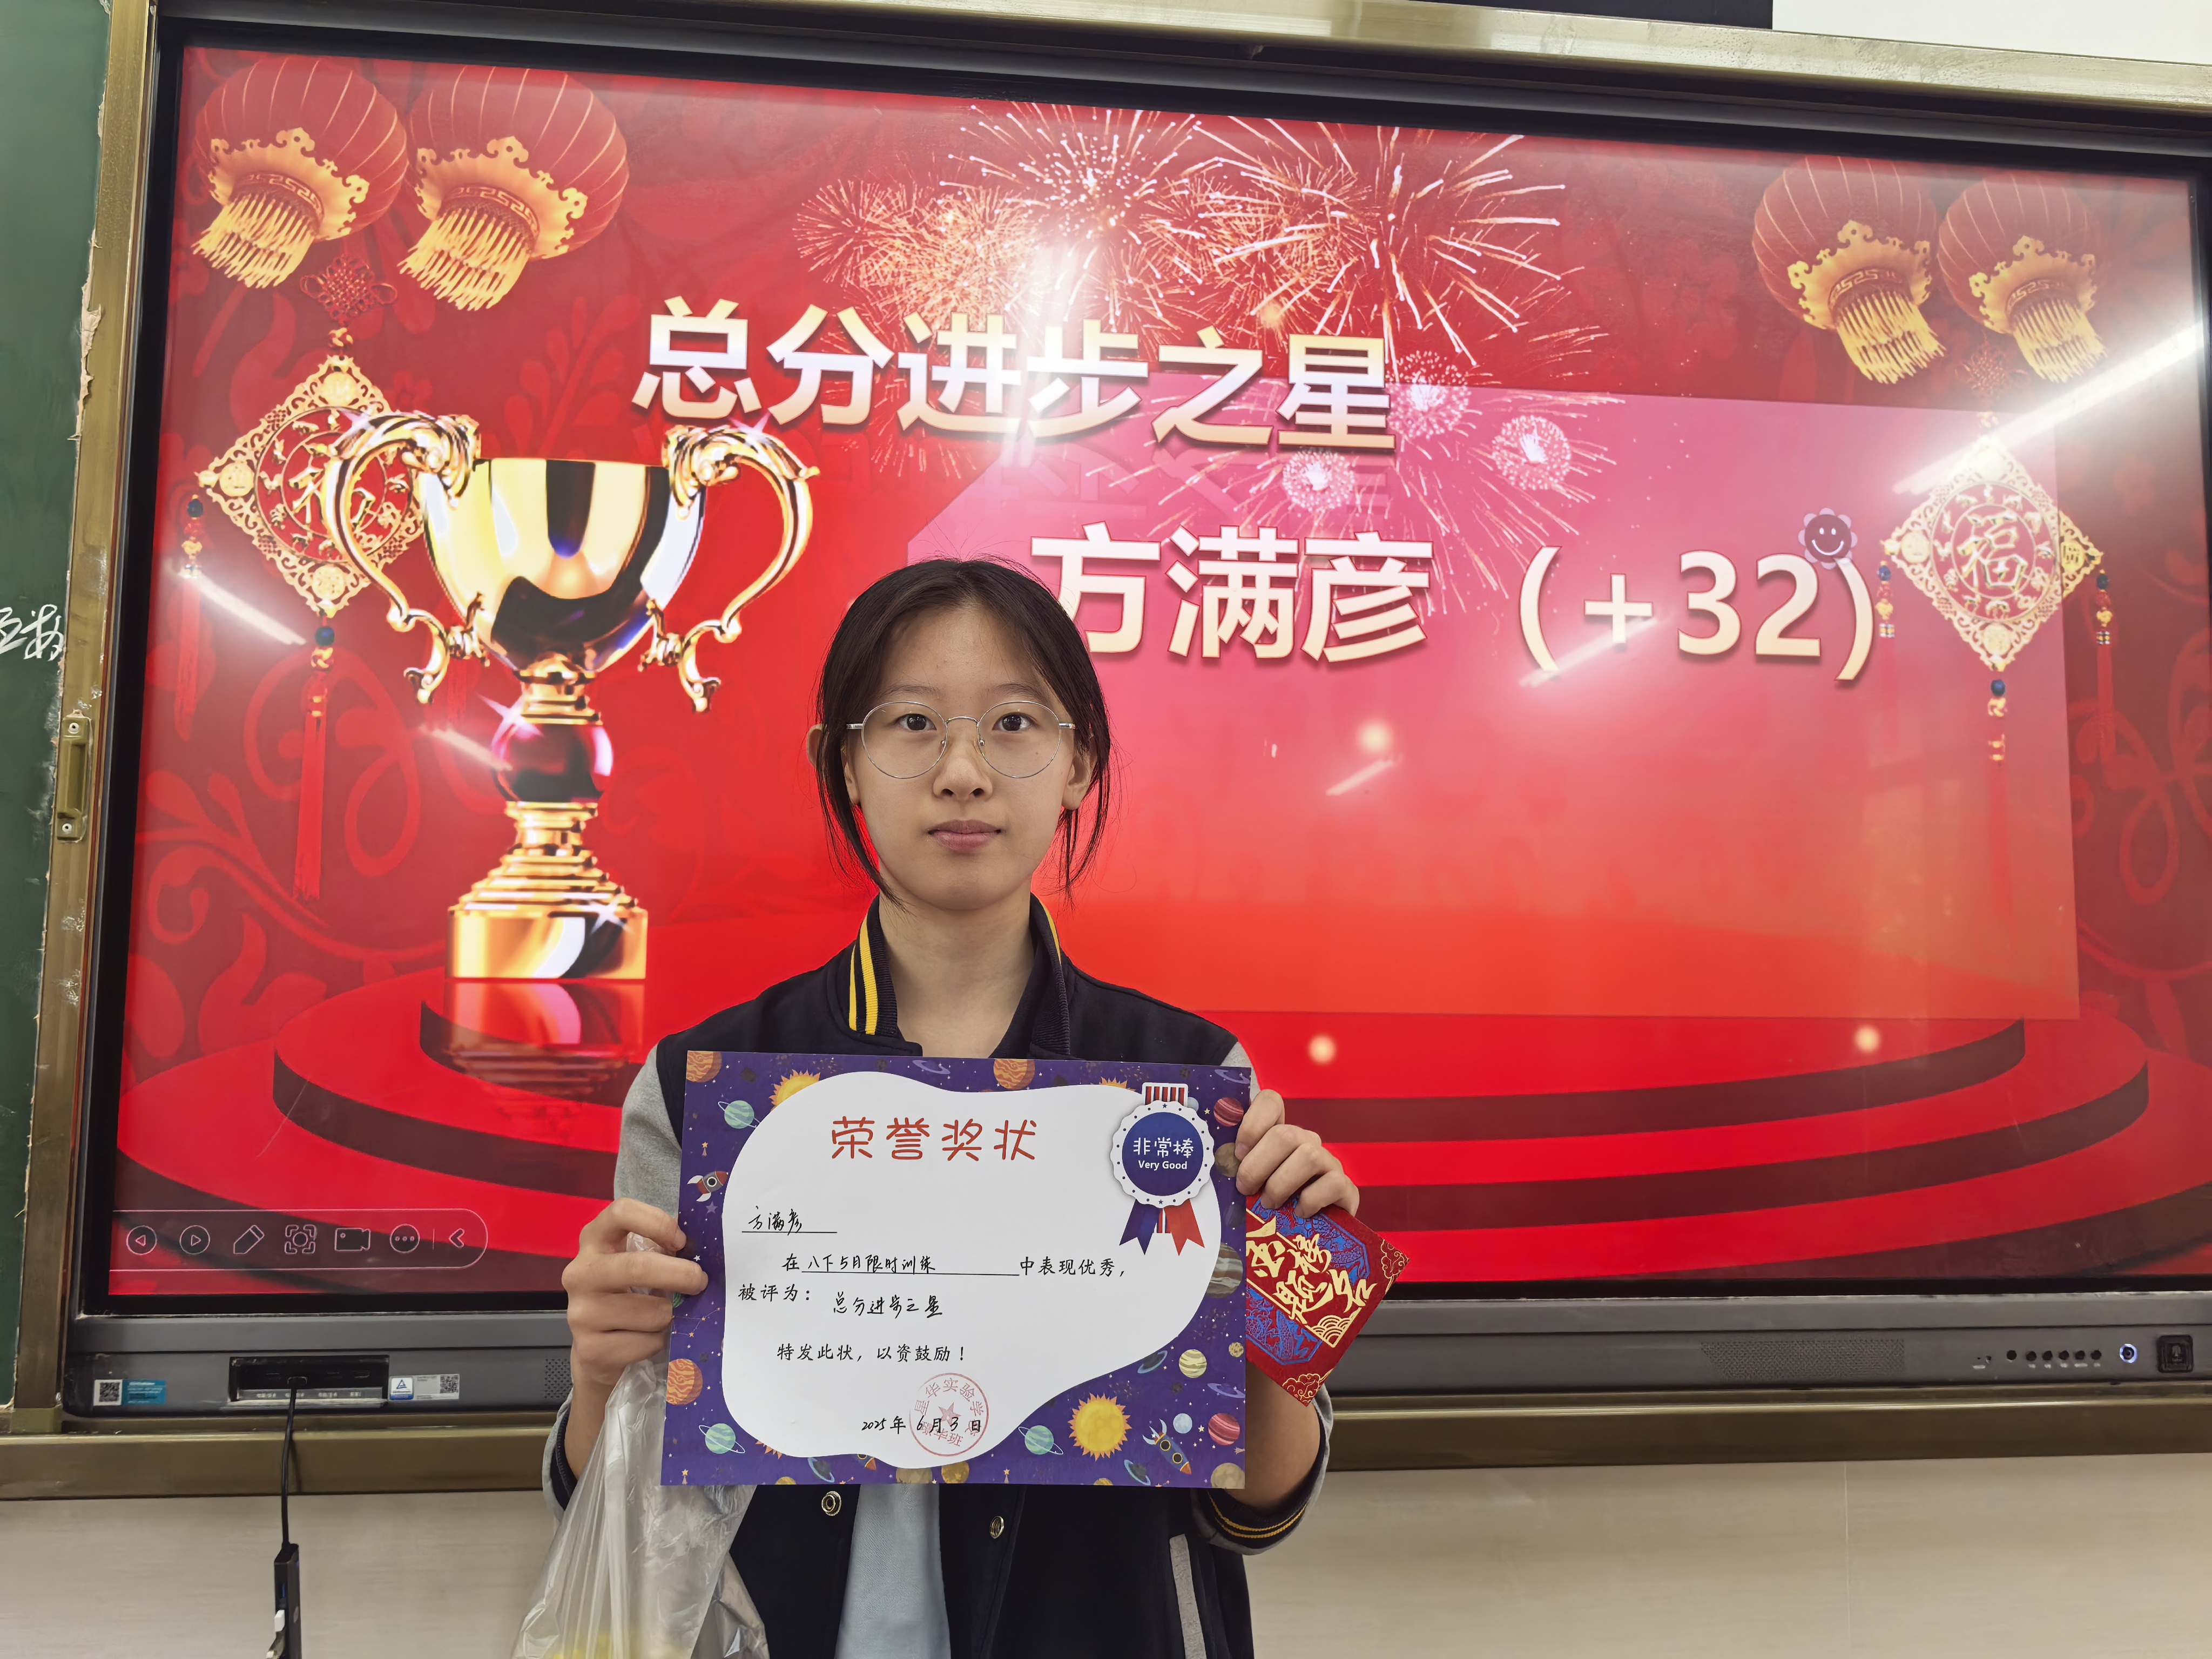 总分进步之星
方满彦（+32）
福
荣誉奖状
非常棒
Very Good
方满彦
在八下5月限时训练中表现优秀，
被评为：总分进步之星
特发此状，以资鼓励！
2025年6月3日